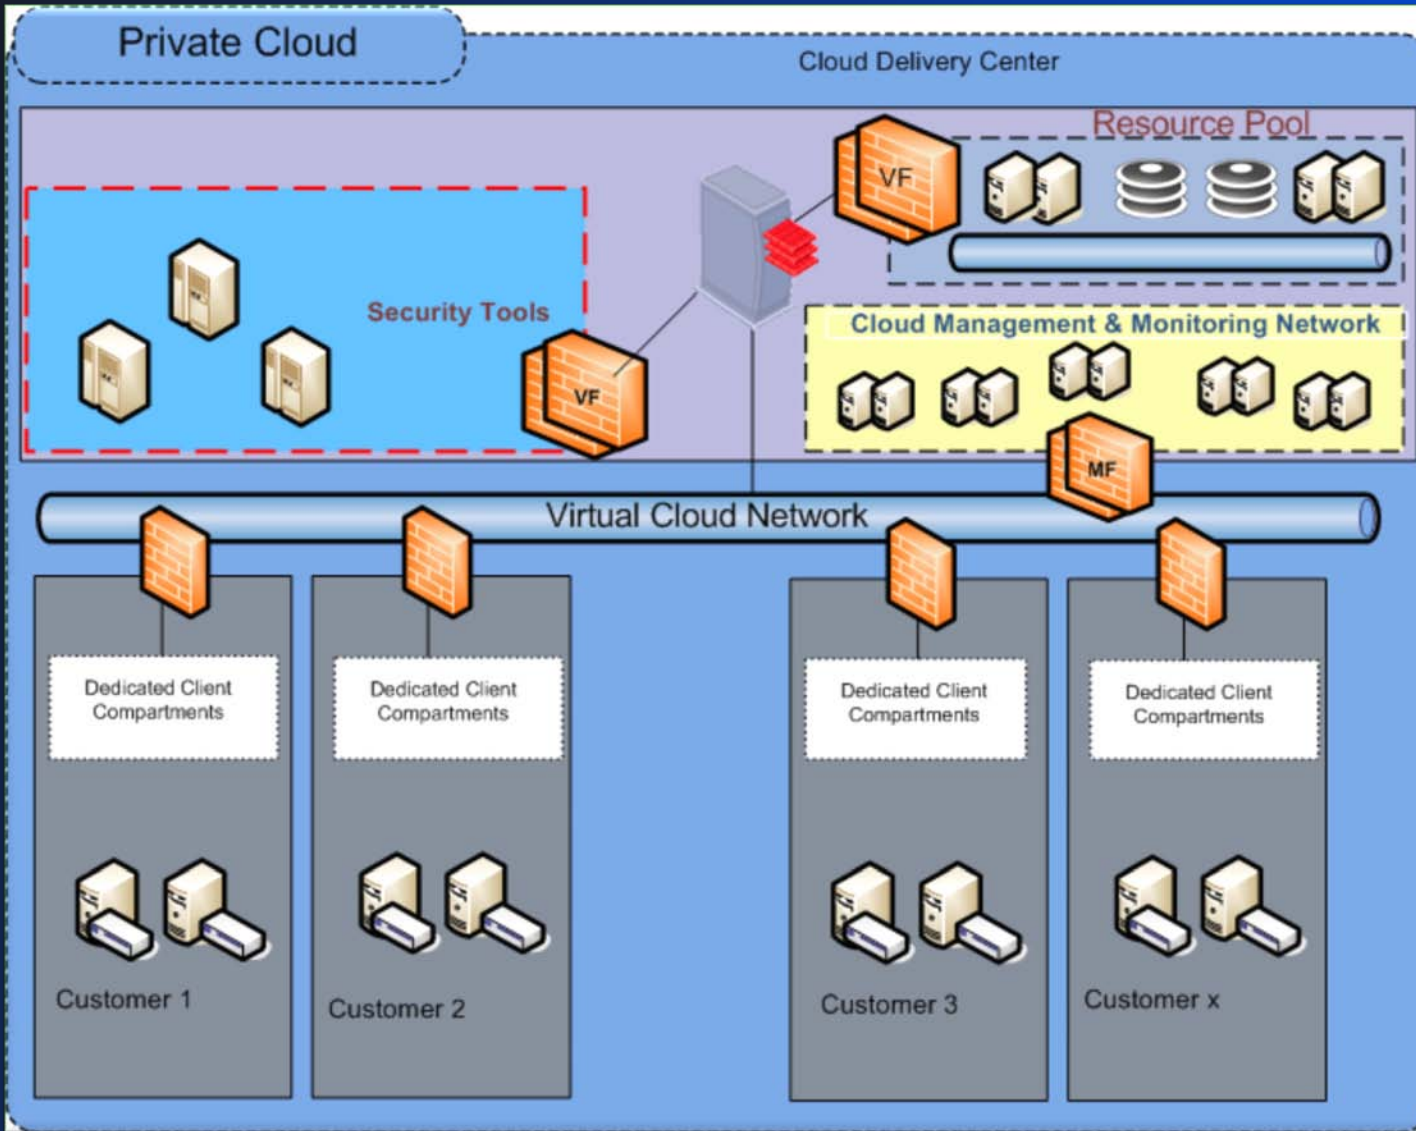 Private Cloud
Cloud Delivery Center
Resource Pool
VF
Security Tools
VF
Cloud Management & Monitoring Network
MF
Virtual Cloud Network
Dedicated Client
Compartments
Dedicated Client
Compartments
Dedicated Client
Compartments
Dedicated Client
Compartments
Customer 1
Customer 2
Customer 3
Customer x